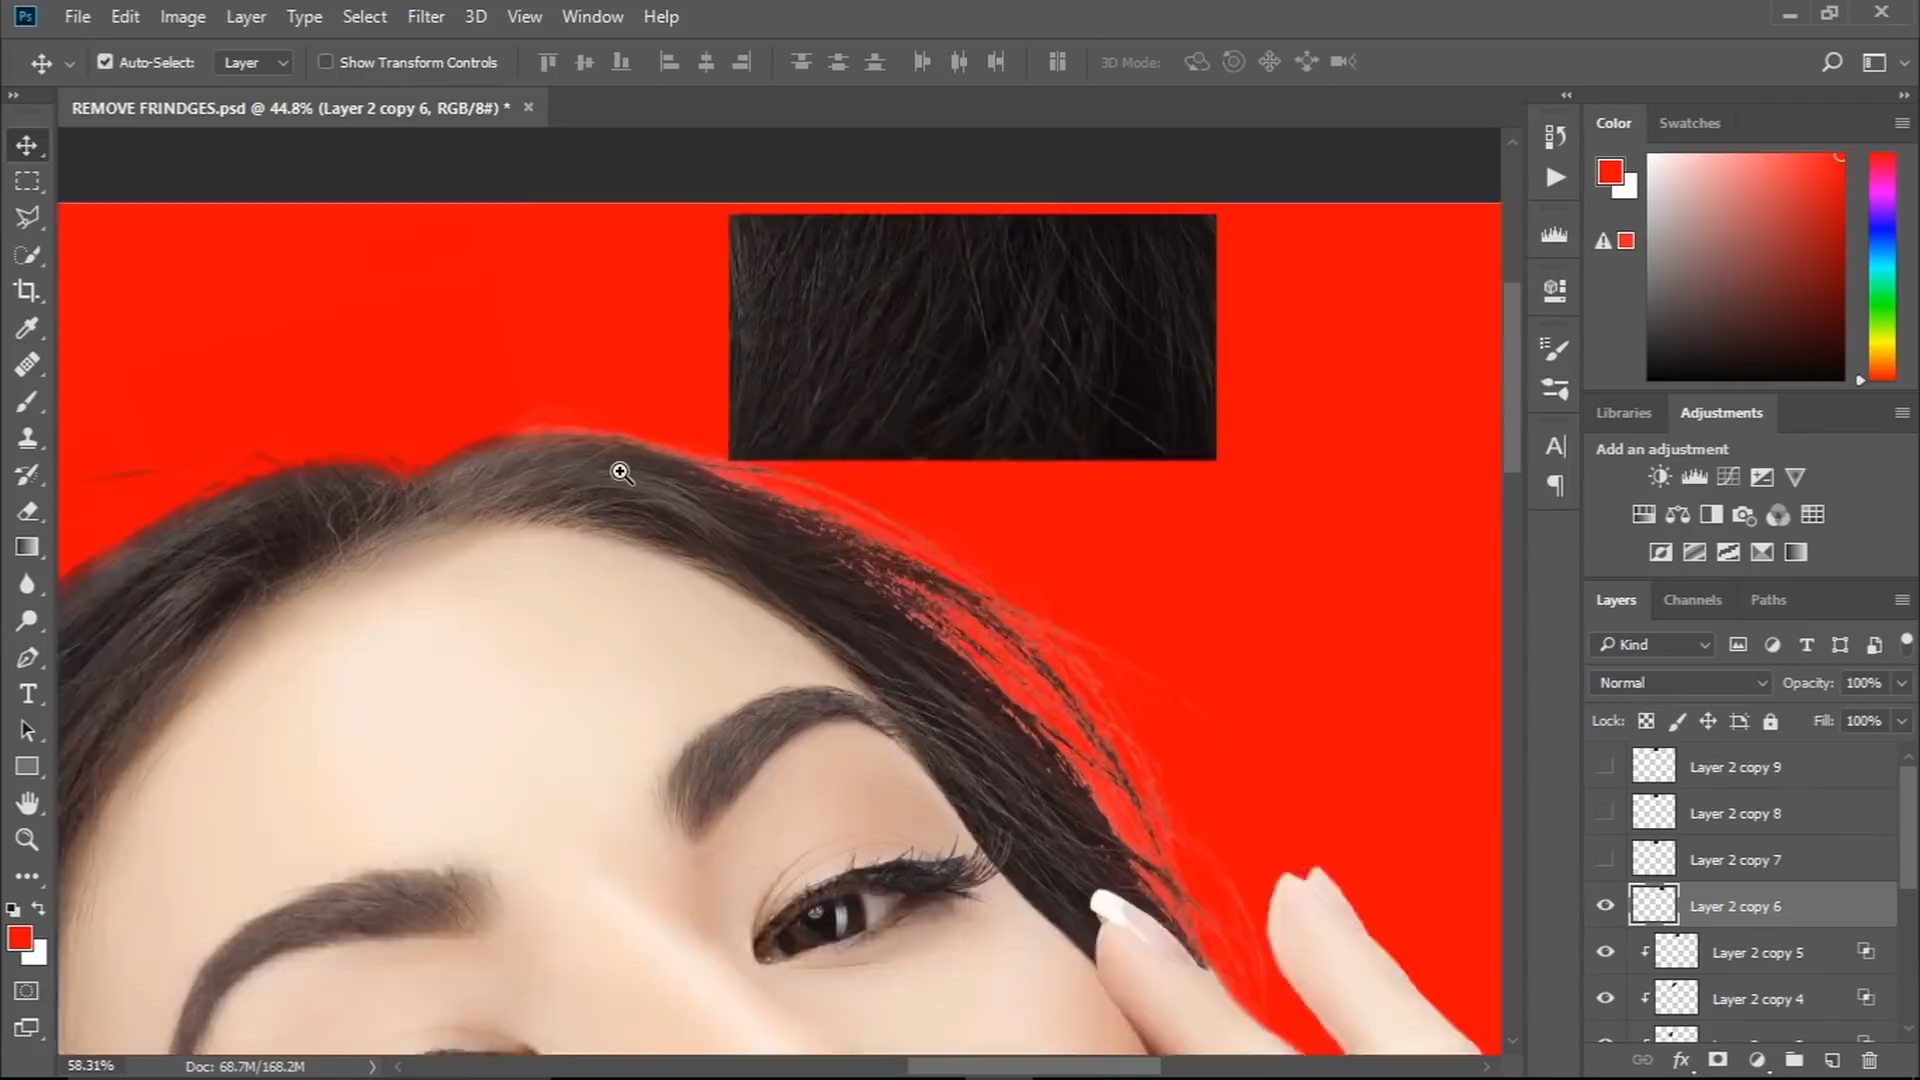 Ps File Edit Image Layer Type Select Filter 3D View Window Help
Auto-Select: Layer Show Transform Controls 3D Mode:
REMOVE FRINDGES.psd @ 44.8% (Layer 2 copy 6, RGB/8#) * ×
Color Swatches
Libraries Adjustments
Add an adjustment
Layers Channels Paths
Kind
Normal Opacity: 100%
Lock: Fill: 100%
Layer 2 copy 9
Layer 2 copy 8
Layer 2 copy 7
Layer 2 copy 6
Layer 2 copy 5
Layer 2 copy 4
fx
58.31% Doc: 68.7M/168.2M